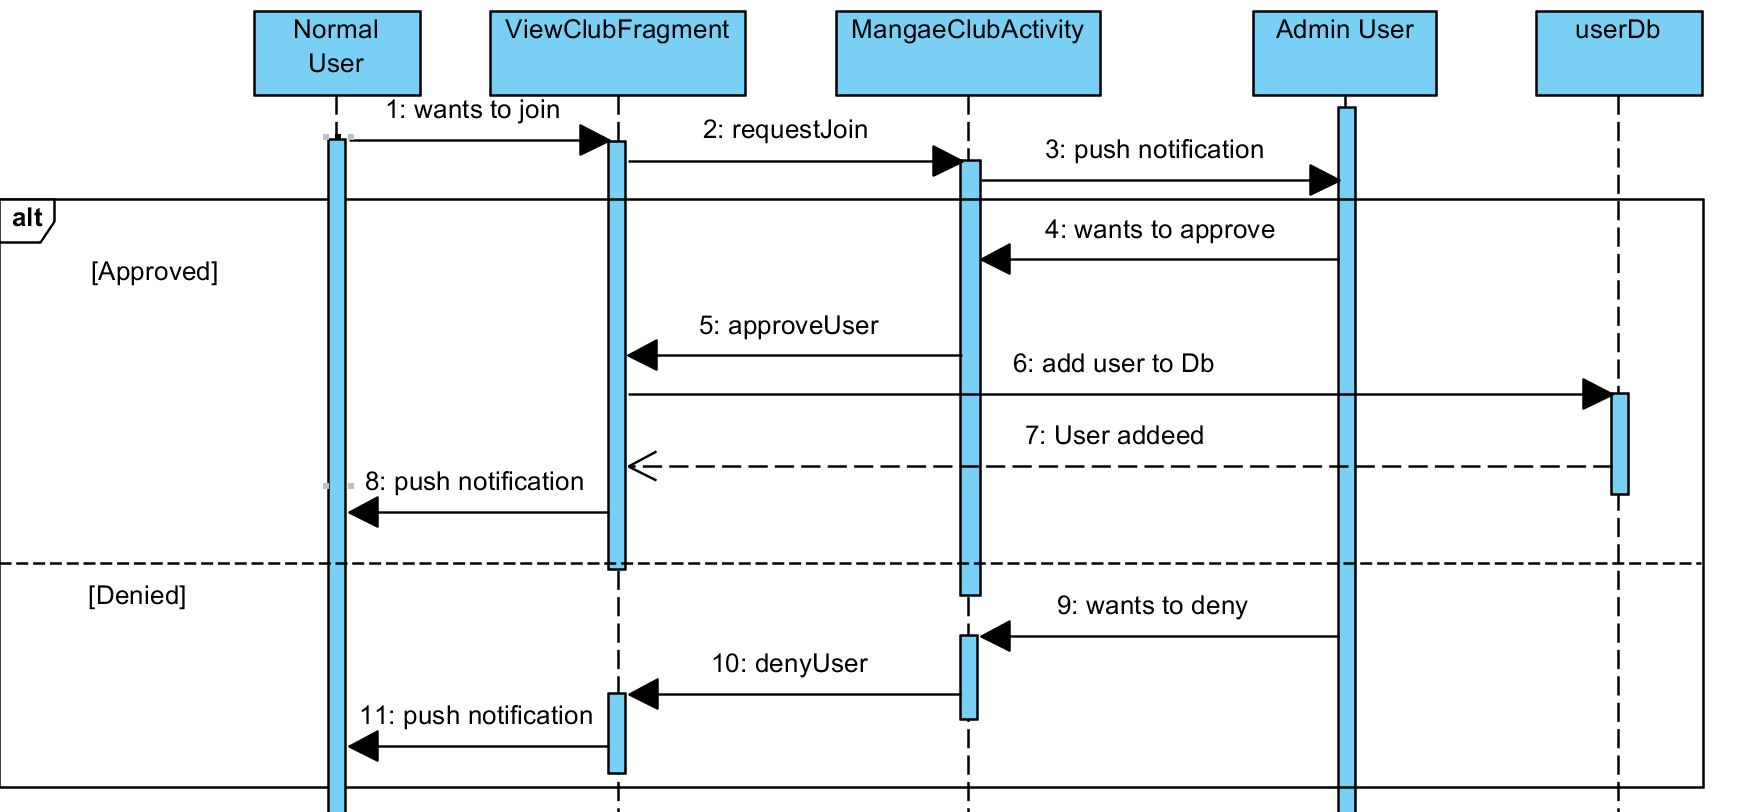 Normal
User
ViewClubFragment
MangaeClubActivity
Admin User
userDb
1: wants to join
2: requestJoin
3: push notification
alt
4: wants to approve
[Approved]
5: approveUser
6: add user to Db
7: User addeed
8: push notification
[Denied]
9: wants to deny
10: denyUser
11: push notification